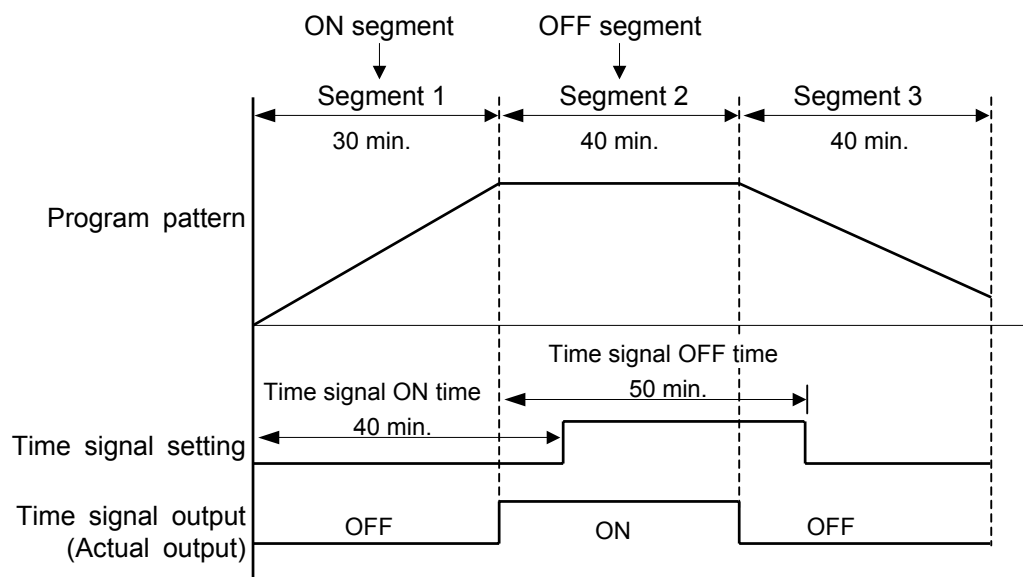 ON segment
OFF segment
Segment 1
Segment 2
Segment 3
30 min.
40 min.
40 min.
Program pattern
Time signal OFF time
50 min.
Time signal ON time
40 min.
Time signal setting
Time signal output
(Actual output)
OFF
ON
OFF